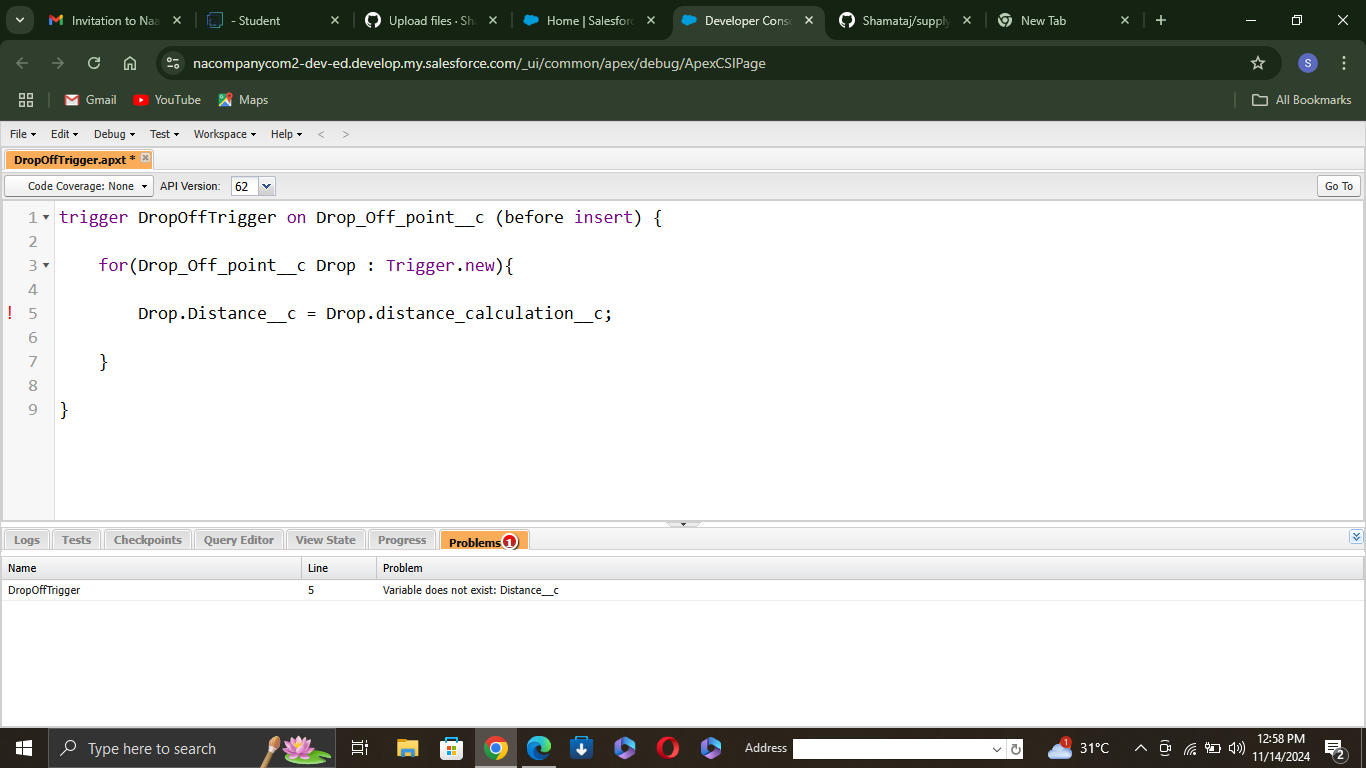 Invitation to Naa
- Student
Upload files · Sha
Home | Salesforc
Developer Conso
Shamataj/supply
New Tab
nacompanycom2-dev-ed.develop.my.salesforce.com/_ui/common/apex/debug/ApexCSIPage
S
Gmail
YouTube
Maps
All Bookmarks
File Edit Debug Test Workspace Help < >
DropOffTrigger.apxt *
Code Coverage: None API Version: 62 Go To
1 trigger DropOffTrigger on Drop_Off_point__c (before insert) {
2
3 for(Drop_Off_point__c Drop : Trigger.new){
4
! 5 Drop.Distance__c = Drop.distance_calculation__c;
6
7 }
8
9 }
Logs Tests Checkpoints Query Editor View State Progress Problems 1
Name Line Problem
DropOffTrigger 5 Variable does not exist: Distance__c
Type here to search
Address
1
31°C
12:58 PM
11/14/2024
2